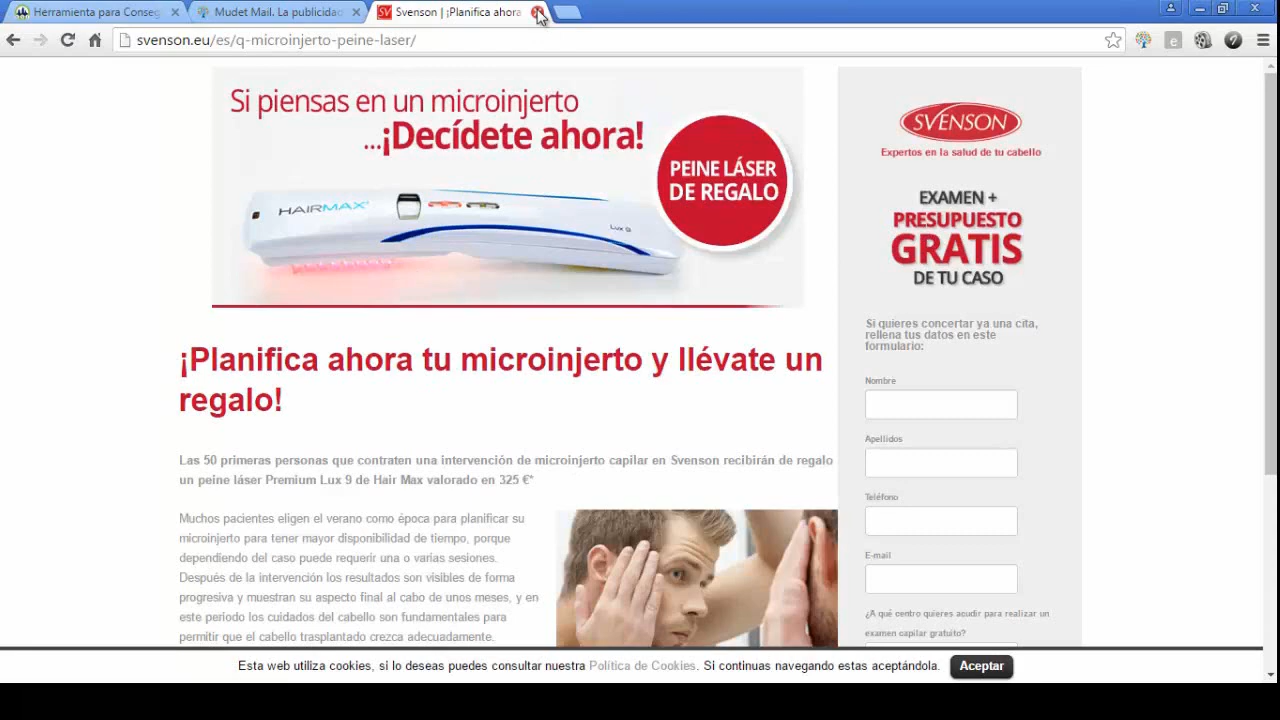 Herramienta para Conseg
Mudet Mail. La publicidad
Svenson | ¡Planifica ahora
svenson.eu/es/q-microinjerto-peine-laser/
Si piensas en un microinjerto
...¡Decídete ahora!
PEINE LÁSER
DE REGALO
HAIRMAX
Lux 9
¡Planifica ahora tu microinjerto y llévate un
regalo!
Las 50 primeras personas que contraten una intervención de microinjerto capilar en Svenson recibirán de regalo
un peine láser Premium Lux 9 de Hair Max valorado en 325 €*
Muchos pacientes eligen el verano como época para planificar su
microinjerto para tener mayor disponibilidad de tiempo, porque
dependiendo del caso puede requerir una o varias sesiones.
Después de la intervención los resultados son visibles de forma
progresiva y muestran su aspecto final al cabo de unos meses, y en
este periodo los cuidados del cabello son fundamentales para
permitir que el cabello trasplantado crezca adecuadamente.
SVENSON
Expertos en la salud de tu cabello
EXAMEN +
PRESUPUESTO
GRATIS
DE TU CASO
Si quieres concertar ya una cita,
rellena tus datos en este
formulario:
Nombre
Apellidos
Teléfono
E-mail
¿A qué centro quieres acudir para realizar un
examen capilar gratuito?
Esta web utiliza cookies, si lo deseas puedes consultar nuestra Política de Cookies. Si continuas navegando estas aceptándola.
Aceptar